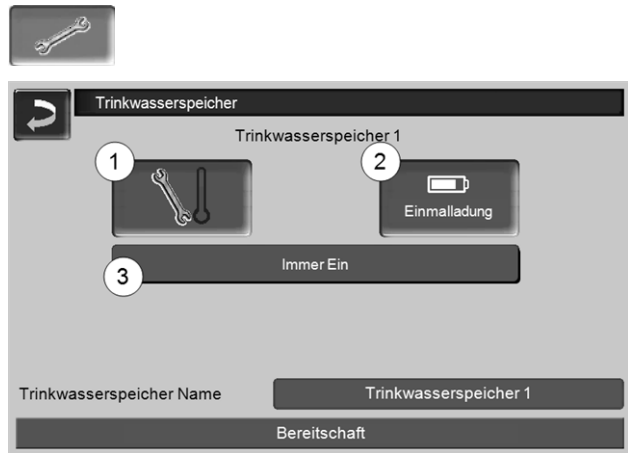 Trinkwasserspeicher
Trinkwasserspeicher 1
1
2
Einmalladung
Immer Ein
3
Trinkwasserspeicher Name
Trinkwasserspeicher 1
Bereitschaft